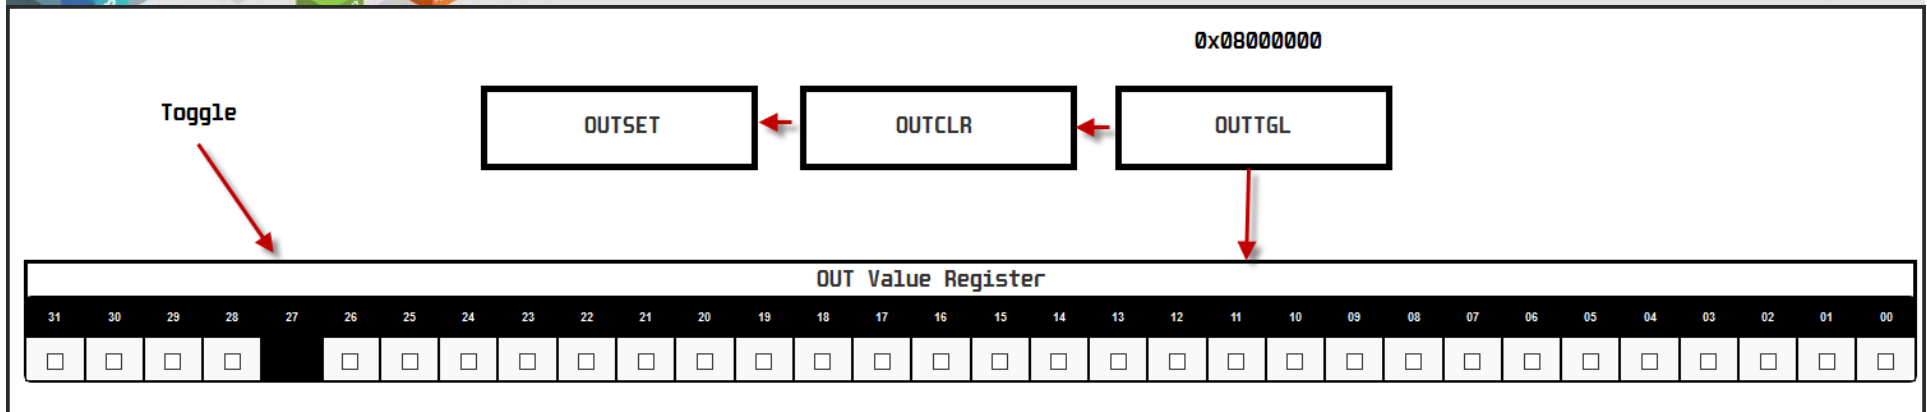 0x08000000
Toggle
OUTSET OUTCLR OUTTGL
OUT Value Register
31 30 29 28 27 26 25 24 23 22 21 20 19 18 17 16 15 14 13 12 11 10 09 08 07 06 05 04 03 02 01 00